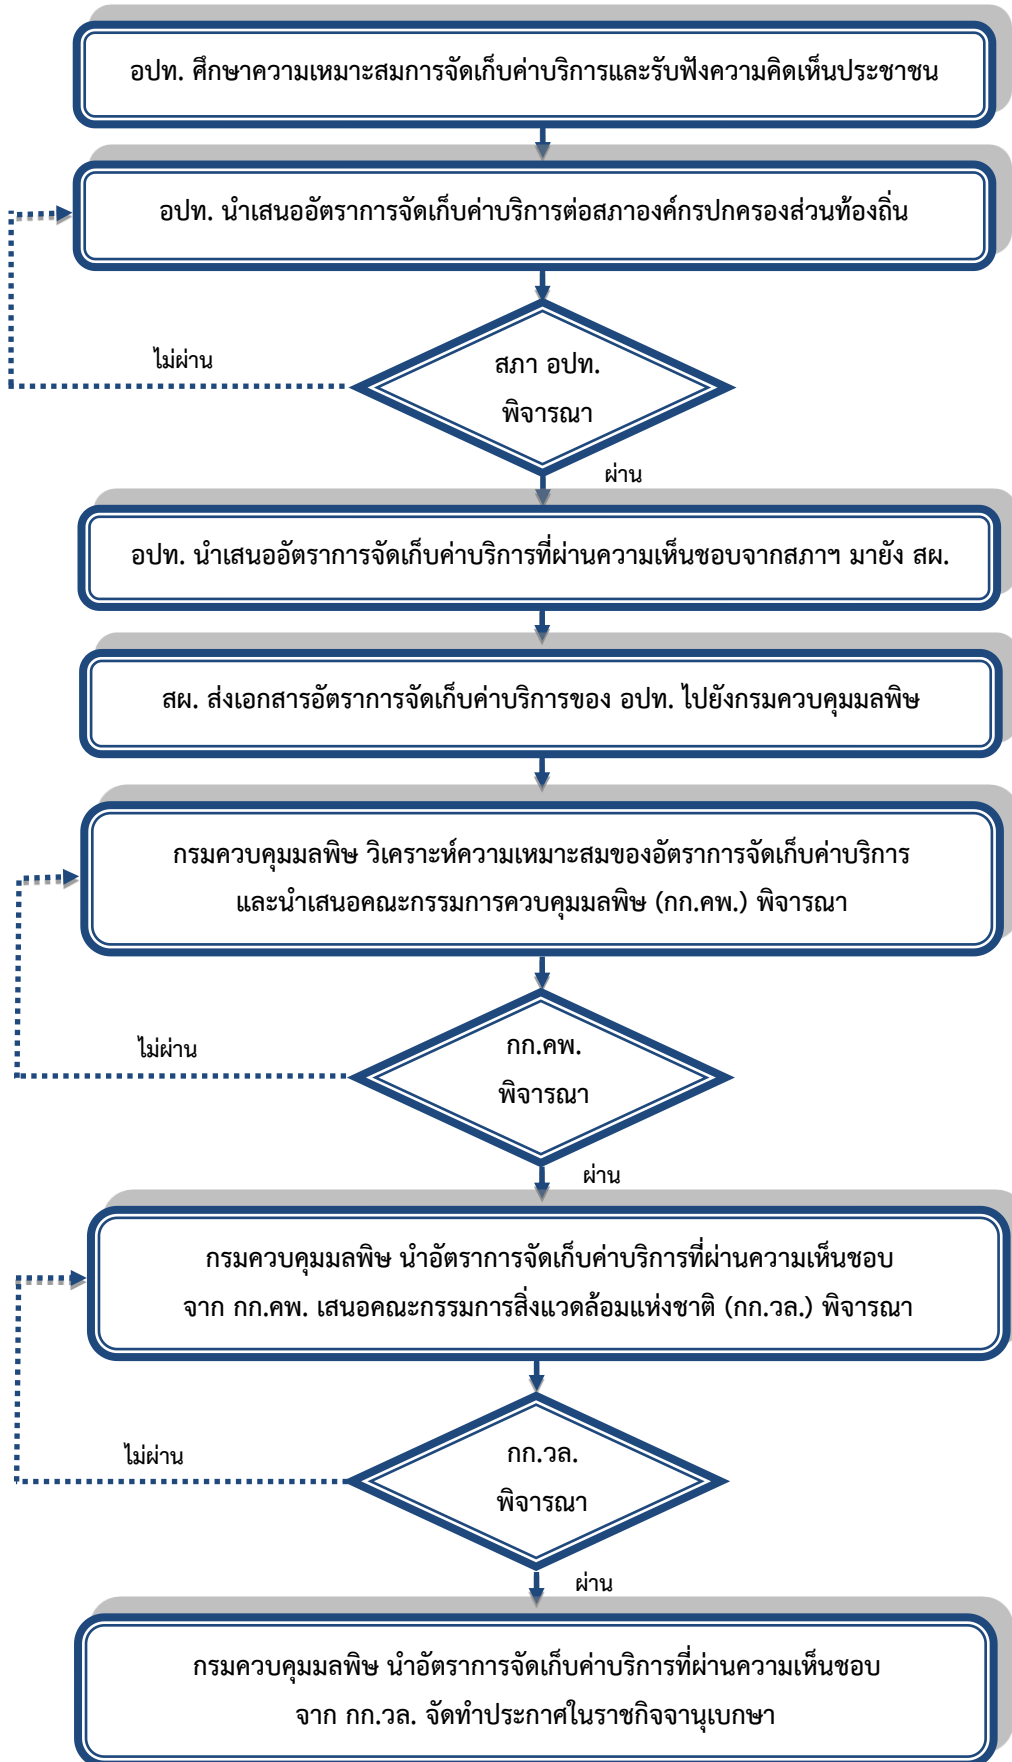 อปท. ศึกษาความเหมาะสมการจัดเก็บค่าบริการและรับฟังความคิดเห็นประชาชน
อปท. นำเสนออัตราการจัดเก็บค่าบริการต่อสภาองค์กรปกครองส่วนท้องถิ่น
ไม่ผ่าน
สภา อปท.
พิจารณา
ผ่าน
อปท. นำเสนออัตราการจัดเก็บค่าบริการที่ผ่านความเห็นชอบจากสภาฯ มายัง สผ.
สผ. ส่งเอกสารอัตราการจัดเก็บค่าบริการของ อปท. ไปยังกรมควบคุมมลพิษ
กรมควบคุมมลพิษ วิเคราะห์ความเหมาะสมของอัตราการจัดเก็บค่าบริการ
และนำเสนอคณะกรรมการควบคุมมลพิษ (กก.คพ.) พิจารณา
ไม่ผ่าน
กก.คพ.
พิจารณา
ผ่าน
กรมควบคุมมลพิษ นำอัตราการจัดเก็บค่าบริการที่ผ่านความเห็นชอบ
จาก กก.คพ. เสนอคณะกรรมการสิ่งแวดล้อมแห่งชาติ (กก.วล.) พิจารณา
ไม่ผ่าน
กก.วล.
พิจารณา
ผ่าน
กรมควบคุมมลพิษ นำอัตราการจัดเก็บค่าบริการที่ผ่านความเห็นชอบ
จาก กก.วล. จัดทำประกาศในราชกิจจานุเบกษา